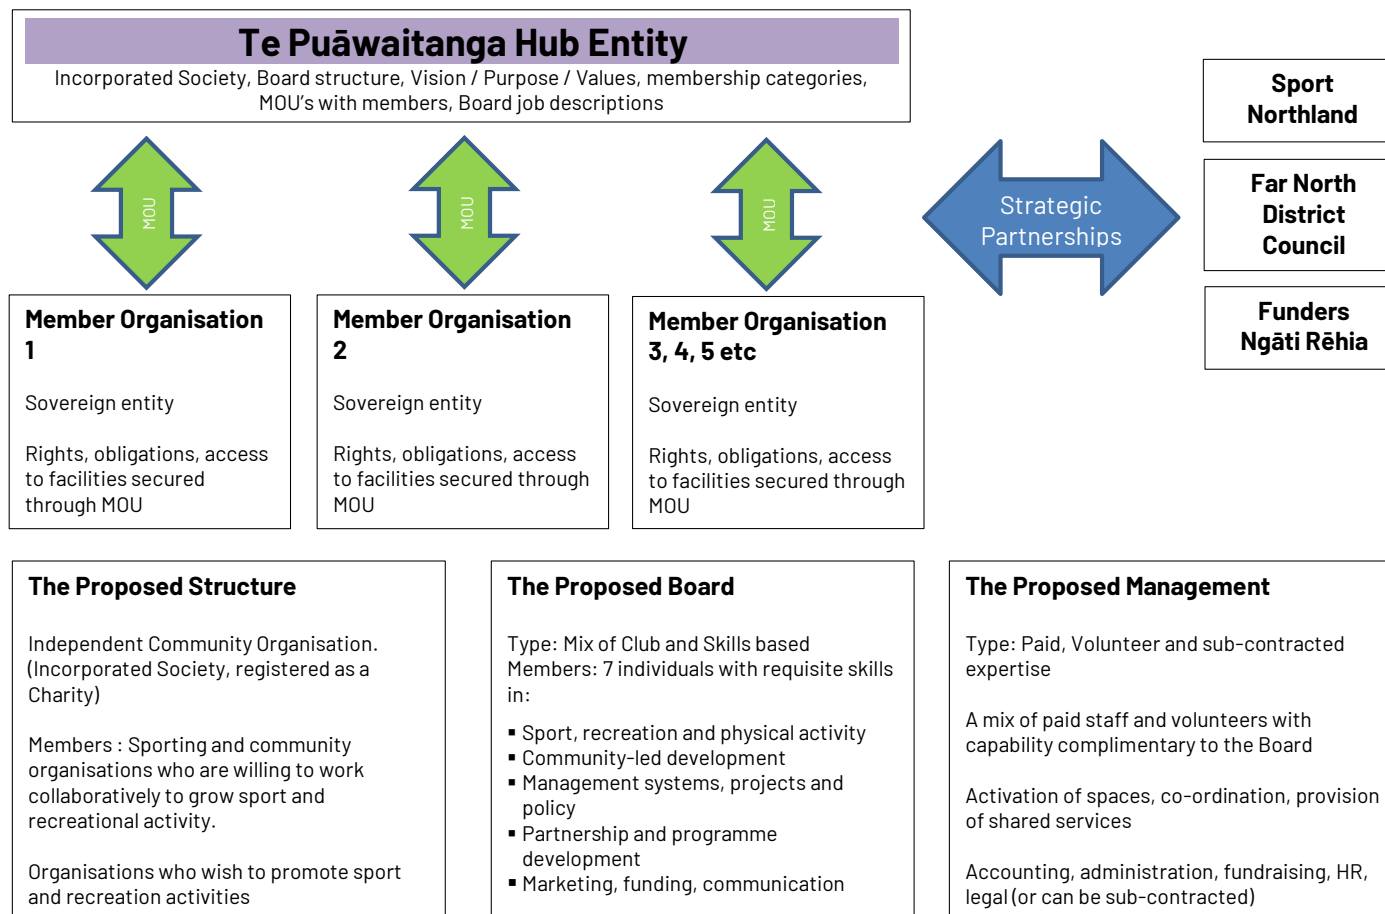 Te Puāwaitanga Hub Entity
Incorporated Society, Board structure, Vision / Purpose / Values, membership categories,
MOU's with members, Board job descriptions
Sport
Northland
Far North
District
Council
Funders
Ngāti Rēhia
MOU
MOU
MOU
Strategic
Partnerships
Member Organisation
1
Sovereign entity
Rights, obligations, access
to facilities secured
through MOU
Member Organisation
2
Sovereign entity
Rights, obligations, access
to facilities secured through
MOU
Member Organisation
3, 4, 5 etc
Sovereign entity
Rights, obligations, access
to facilities secured through
MOU
The Proposed Structure
Independent Community Organisation.
(Incorporated Society, registered as a
Charity)
Members : Sporting and community
organisations who are willing to work
collaboratively to grow sport and
recreational activity.
Organisations who wish to promote sport
and recreation activities
The Proposed Board
Type: Mix of Club and Skills based
Members: 7 individuals with requisite skills
in:
▪ Sport, recreation and physical activity
▪ Community-led development
▪ Management systems, projects and
policy
▪ Partnership and programme
development
▪ Marketing, funding, communication
The Proposed Management
Type: Paid, Volunteer and sub-contracted
expertise
A mix of paid staff and volunteers with
capability complimentary to the Board
Activation of spaces, co-ordination, provision
of shared services
Accounting, administration, fundraising, HR,
legal (or can be sub-contracted)